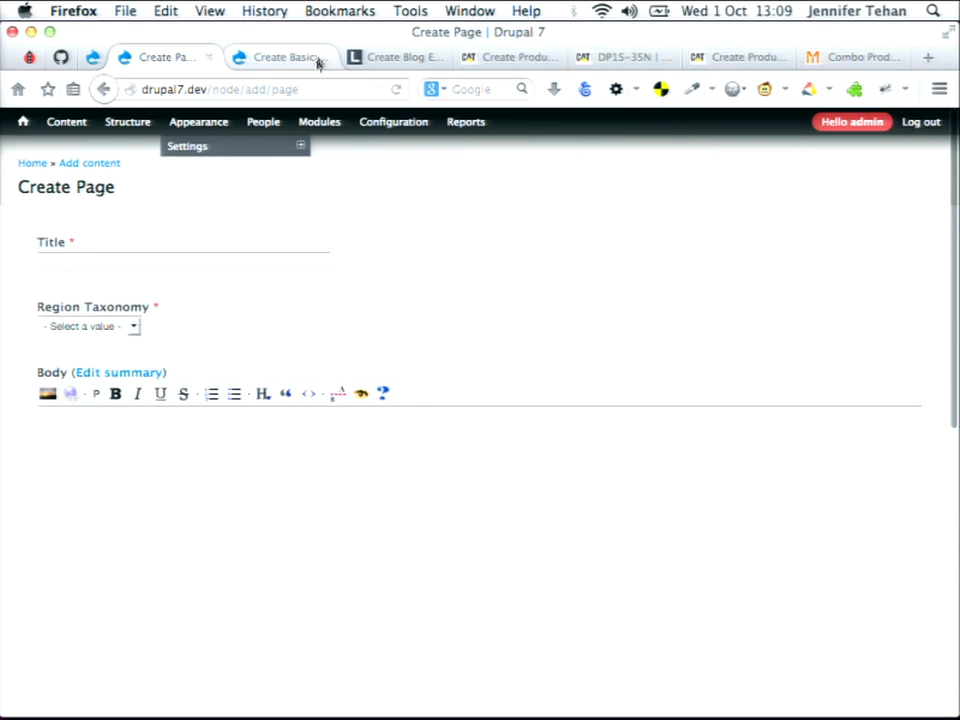 Firefox File Edit View History Bookmarks Tools Window Help Wed 1 Oct 13:09 Jennifer Tehan
Create Page | Drupal 7
Create Pa... Create Basic Create Blog E... CAT Create Produ... CAT DP15-35N | ... CAT Create Produ... Combo Prod...
drupal7.dev/node/add/page Google
Content Structure Appearance People Modules Configuration Reports Hello admin Log out
Settings
Home » Add content
Create Page
Title *
Region Taxonomy *
- Select a value -
Body (Edit summary)
P B I U S H